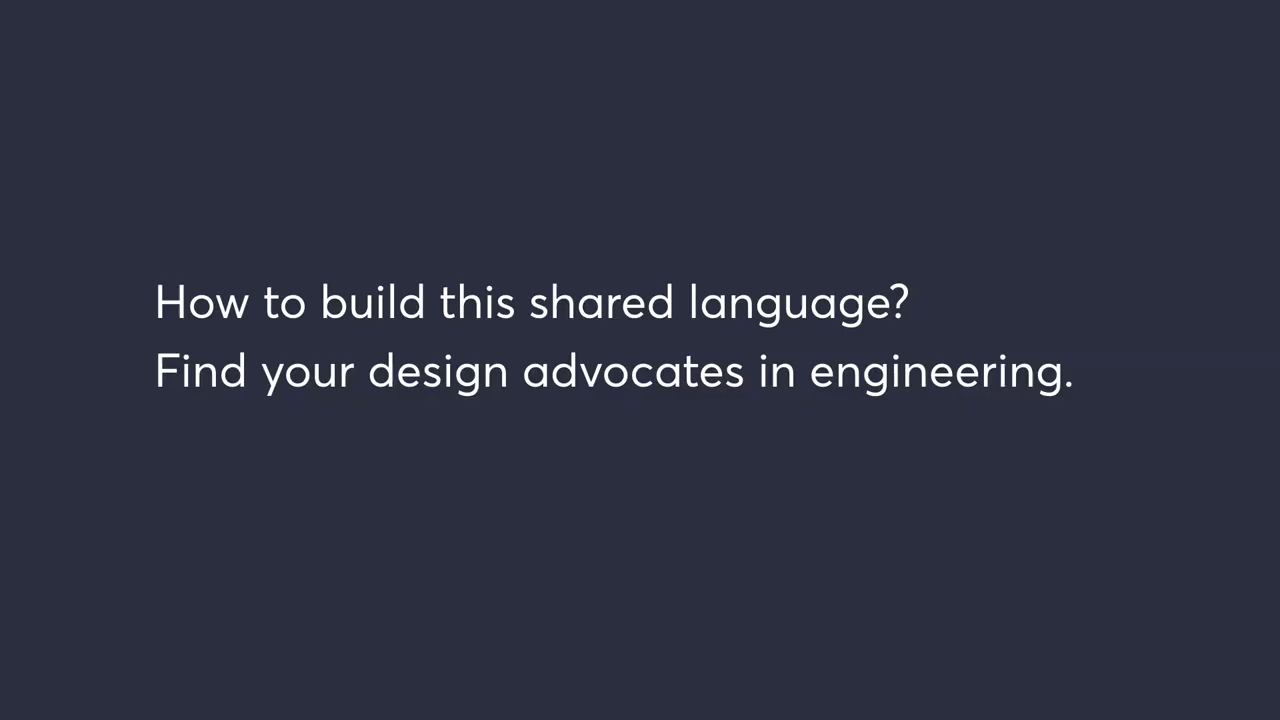 How to build this shared language?
Find your design advocates in engineering.